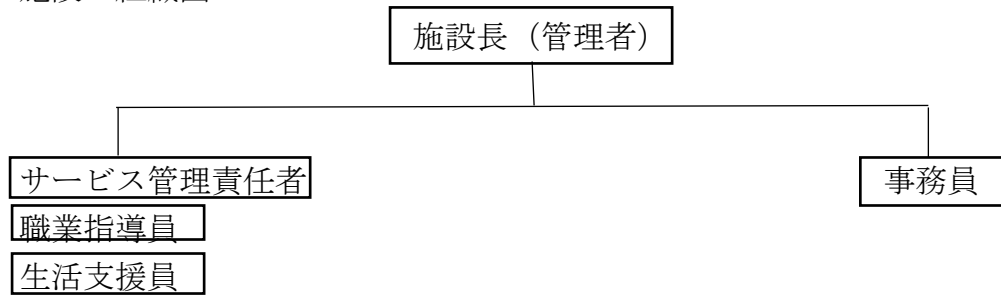 施設長（管理者）
サービス管理責任者
事務員
職業指導員
生活支援員